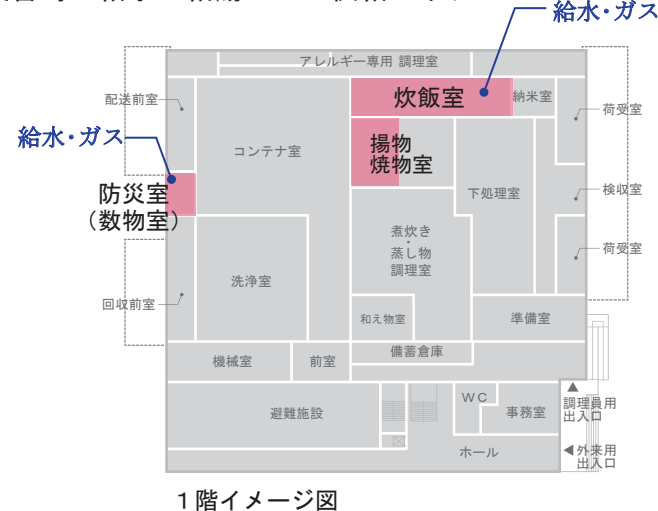 給水・ガス
アレルギー専用 調理室
配送前室
炊飯室
納米室
荷受室
給水・ガス
コンテナ室
揚物
焼物室
防災室
（数物室）
下処理室
検収室
煮炊き
・
蒸し物
調理室
荷受室
洗浄室
回収前室
和え物室
準備室
機械室
前室
備蓄倉庫
避難施設
WC
事務室
調理員用
出入口
ホール
外来用
出入口
１階イメージ図